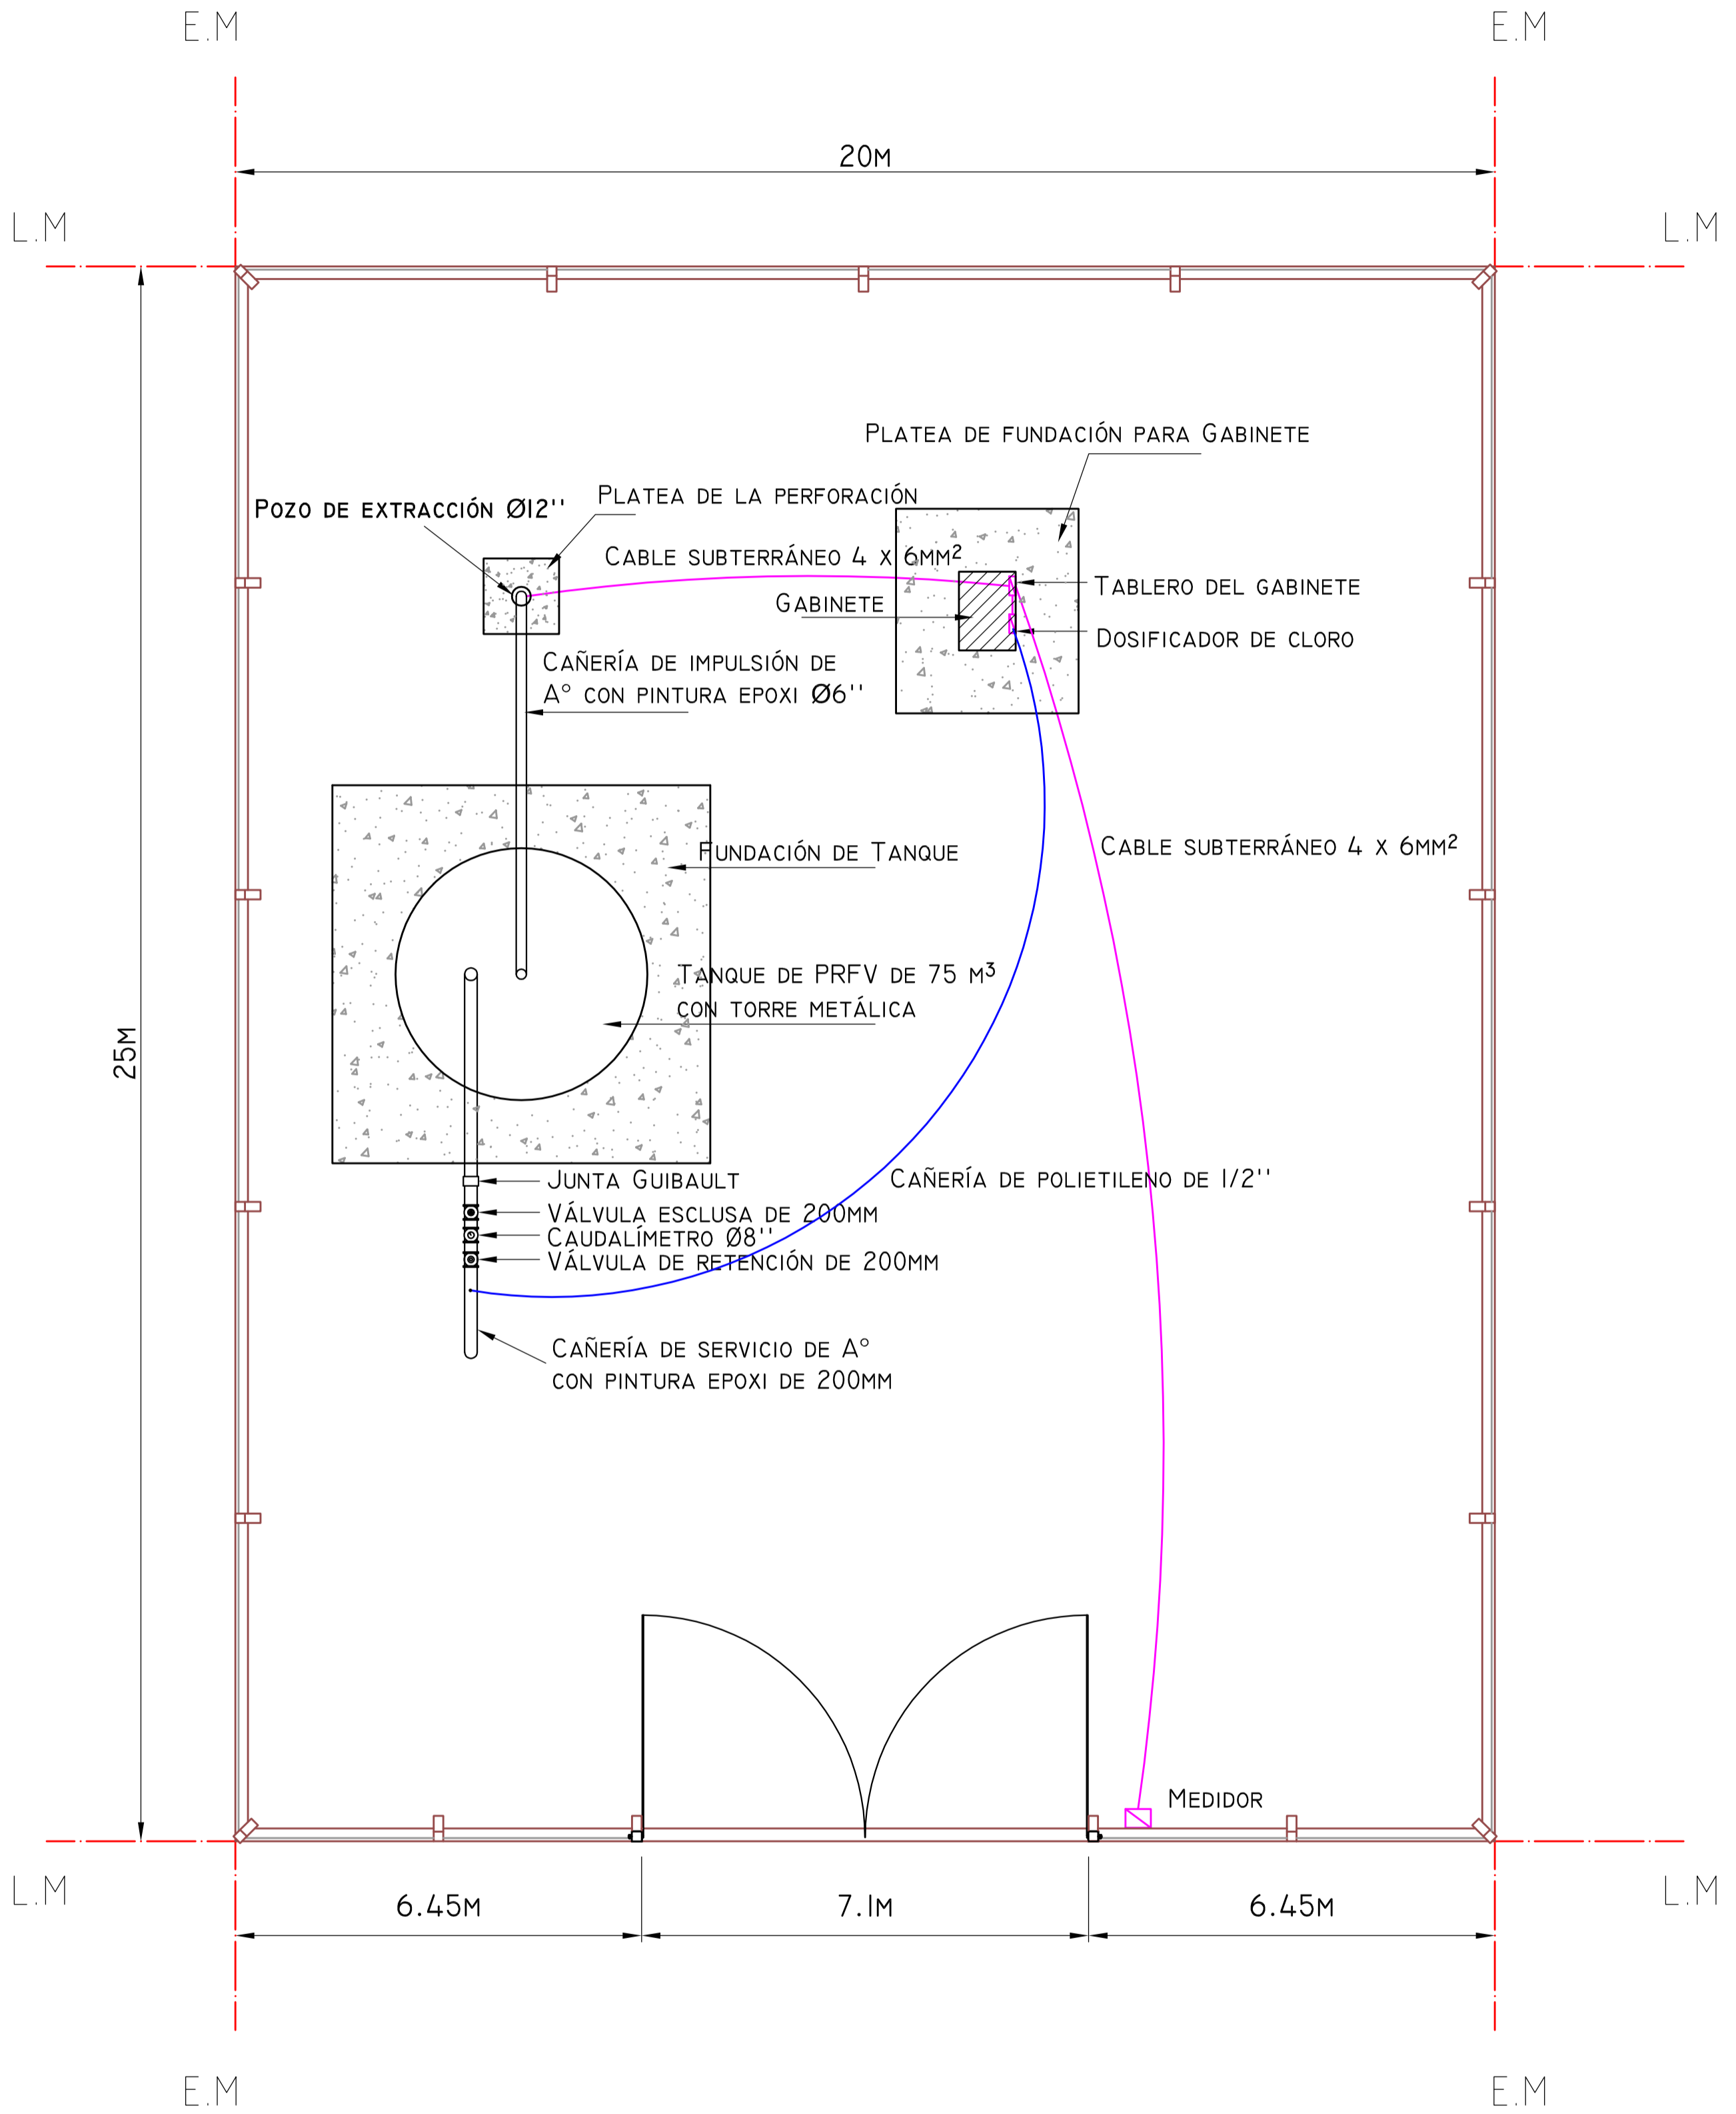 E.M
E.M
20M
L.M
L.M
PLATEA DE FUNDACIÓN PARA GABINETE
PLATEA DE LA PERFORACIÓN
POZO DE EXTRACCIÓN Ø12''
CABLE SUBTERRÁNEO 4 X 6MM²
TABLERO DEL GABINETE
GABINETE
DOSIFICADOR DE CLORO
CAÑERÍA DE IMPULSIÓN DE
A° CON PINTURA EPOXI Ø6''
CABLE SUBTERRÁNEO 4 X 6MM²
FUNDACIÓN DE TANQUE
TANQUE DE PRFV DE 75 M³
CON TORRE METÁLICA
25M
CAÑERÍA DE POLIETILENO DE 1/2''
JUNTA GUIBAULT
VÁLVULA ESCLUSA DE 200MM
CAUDALÍMETRO Ø8''
VÁLVULA DE RETENCIÓN DE 200MM
CAÑERÍA DE SERVICIO DE A°
CON PINTURA EPOXI DE 200MM
MEDIDOR
L.M
L.M
6.45M
7.1M
6.45M
E.M
E.M